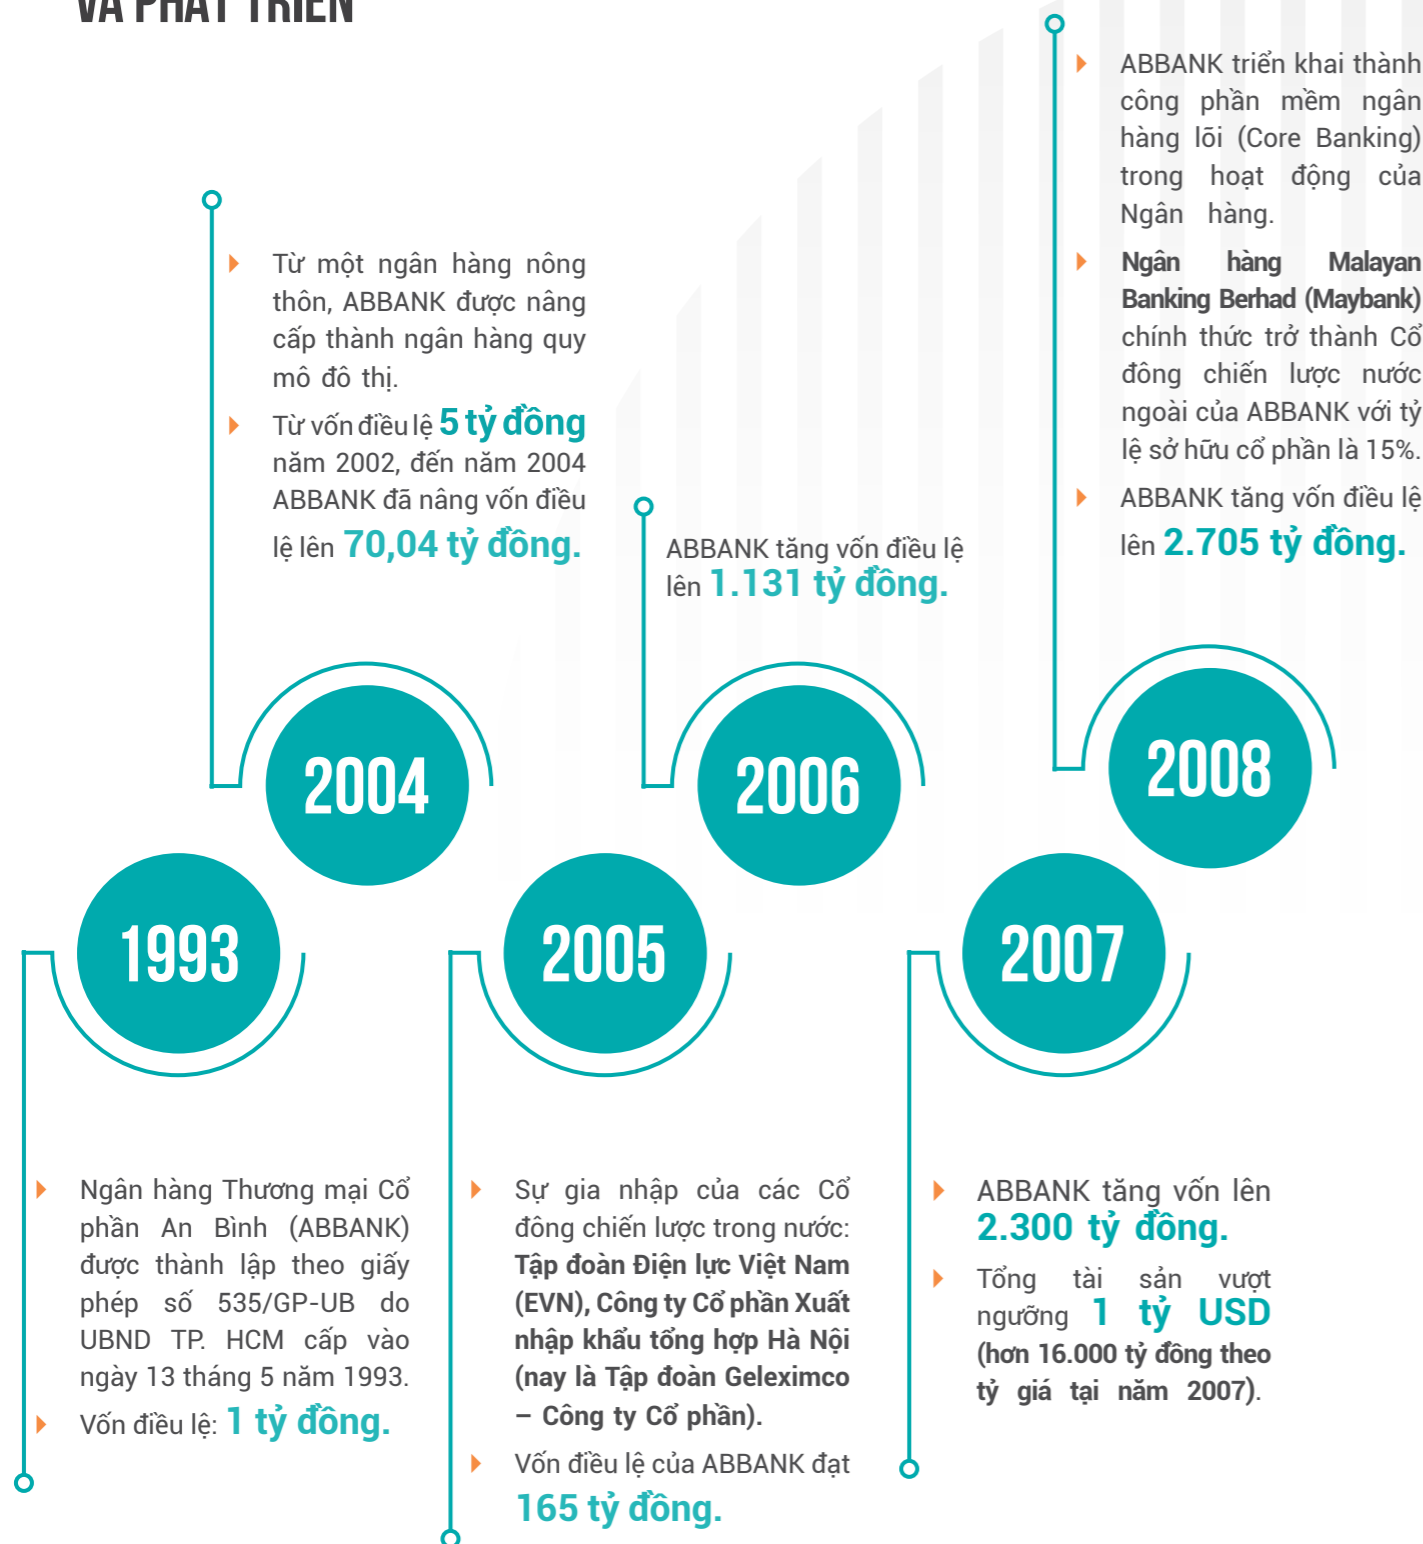 VÀ PHÁT TRIỂN
Từ một ngân hàng nông
thôn, ABBANK được nâng
cấp thành ngân hàng quy
mô đô thị.
Từ vốn điều lệ 5 tỷ đồng
năm 2002, đến năm 2004
ABBANK đã nâng vốn điều
lệ lên 70,04 tỷ đồng.
2004
ABBANK tăng vốn điều lệ
lên 1.131 tỷ đồng.
2006
ABBANK triển khai thành
công phần mềm ngân
hàng lõi (Core Banking)
trong hoạt động của
Ngân hàng.
Ngân hàng Malayan
Banking Berhad (Maybank)
chính thức trở thành Cổ
đông chiến lược nước
ngoài của ABBANK với tỷ
lệ sở hữu cổ phần là 15%.
ABBANK tăng vốn điều lệ
lên 2.705 tỷ đồng.
2008
1993
Ngân hàng Thương mại Cổ
phần An Bình (ABBANK)
được thành lập theo giấy
phép số 535/GP-UB do
UBND TP. HCM cấp vào
ngày 13 tháng 5 năm 1993.
Vốn điều lệ: 1 tỷ đồng.
2005
Sự gia nhập của các Cổ
đông chiến lược trong nước:
Tập đoàn Điện lực Việt Nam
(EVN), Công ty Cổ phần Xuất
nhập khẩu tổng hợp Hà Nội
(nay là Tập đoàn Geleximco
– Công ty Cổ phần).
Vốn điều lệ của ABBANK đạt
165 tỷ đồng.
2007
ABBANK tăng vốn lên
2.300 tỷ đồng.
Tổng tài sản vượt
ngưỡng 1 tỷ USD
(hơn 16.000 tỷ đồng theo
tỷ giá tại năm 2007).